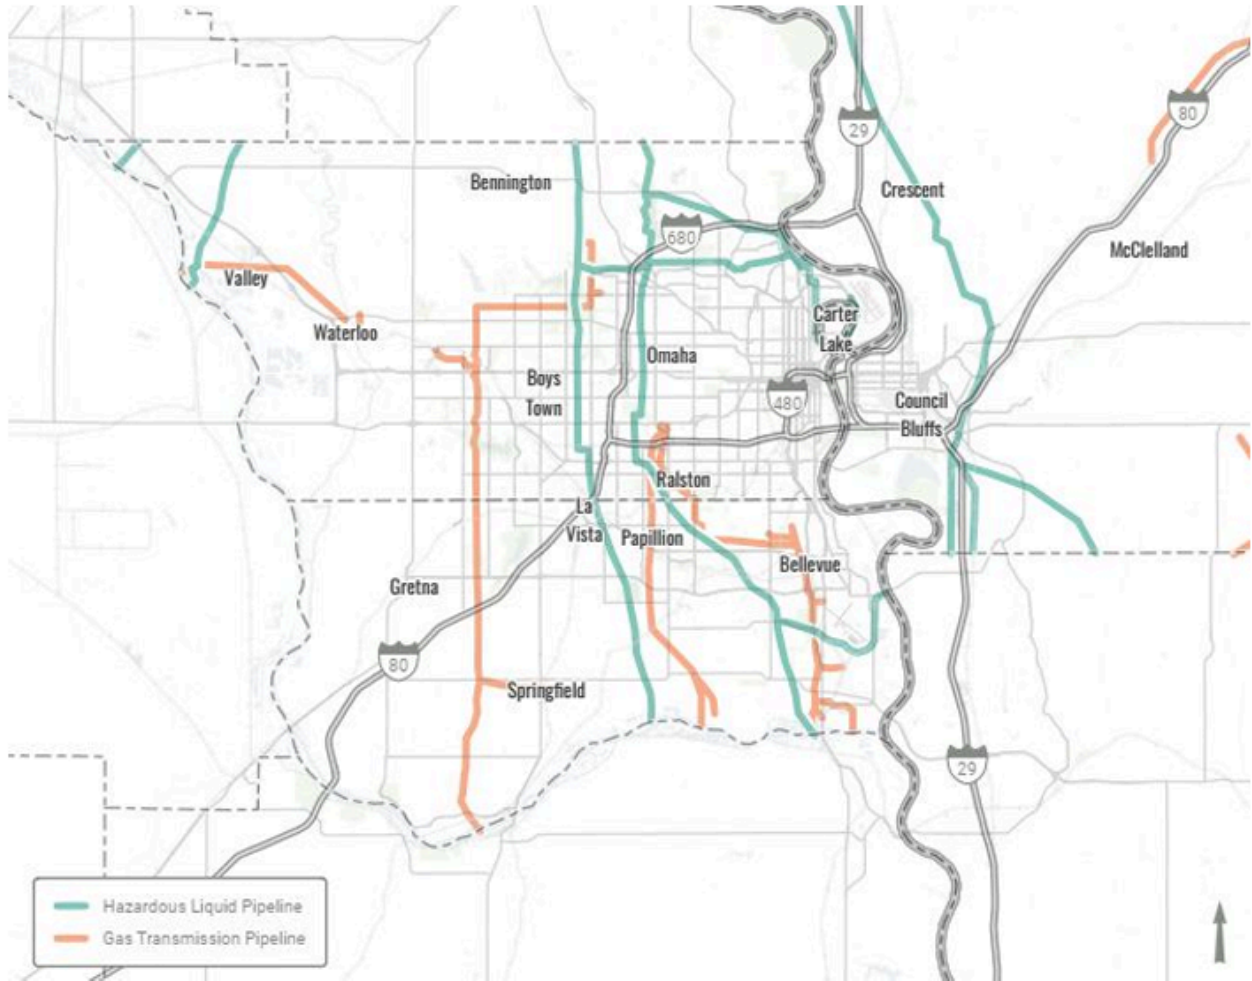 29
80
Bennington
Crescent
680
McClelland
Valley
Carter
Lake
Waterloo
Omaha
Boys
Town
480
Council
Bluffs
Ralston
La
Vista
Papillion
Bellevue
Gretna
80
Springfield
29
Hazardous Liquid Pipeline
Gas Transmission Pipeline